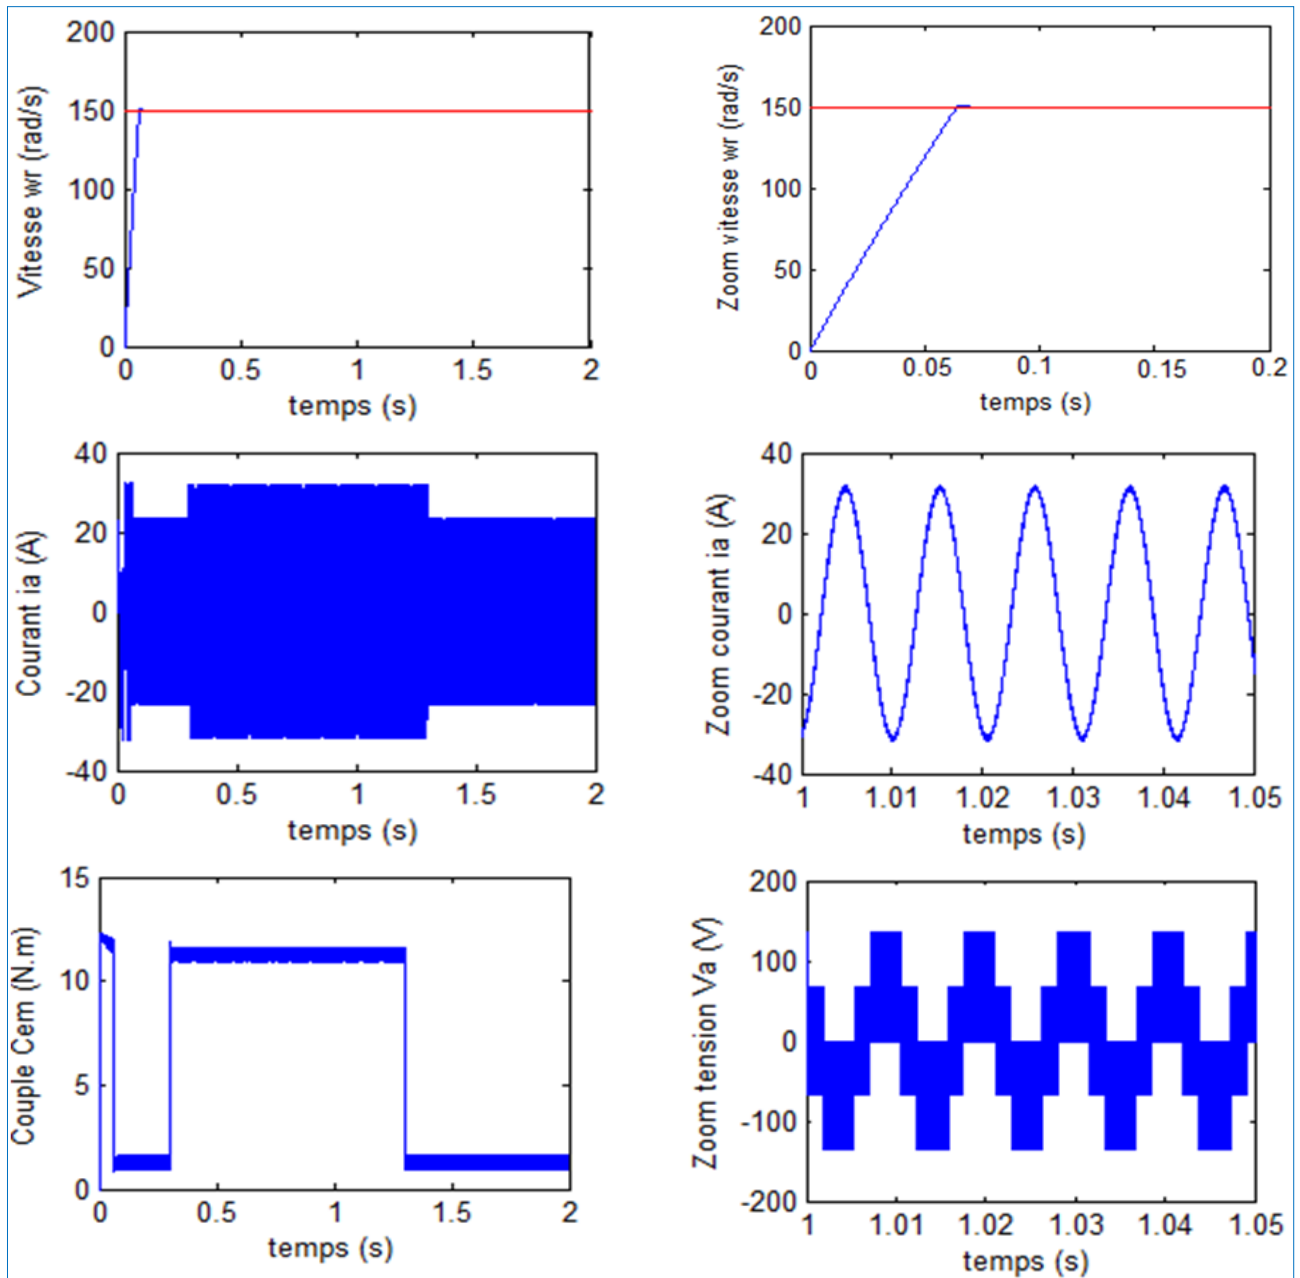 200
150
100
50
0
Vitesse wr (rad/s)
0 0.5 1 1.5 2
temps (s)
200
150
100
50
0
Zoom vitesse wr (rad/s)
0 0.05 0.1 0.15 0.2
temps (s)
40
20
0
-20
-40
Courant ia (A)
0 0.5 1 1.5 2
temps (s)
40
20
0
-20
-40
Zoom courant ia (A)
1 1.01 1.02 1.03 1.04 1.05
temps (s)
15
10
5
0
Couple Cem (N.m)
0 0.5 1 1.5 2
temps (s)
200
100
0
-100
-200
Zoom tension Va (V)
1 1.01 1.02 1.03 1.04 1.05
temps (s)